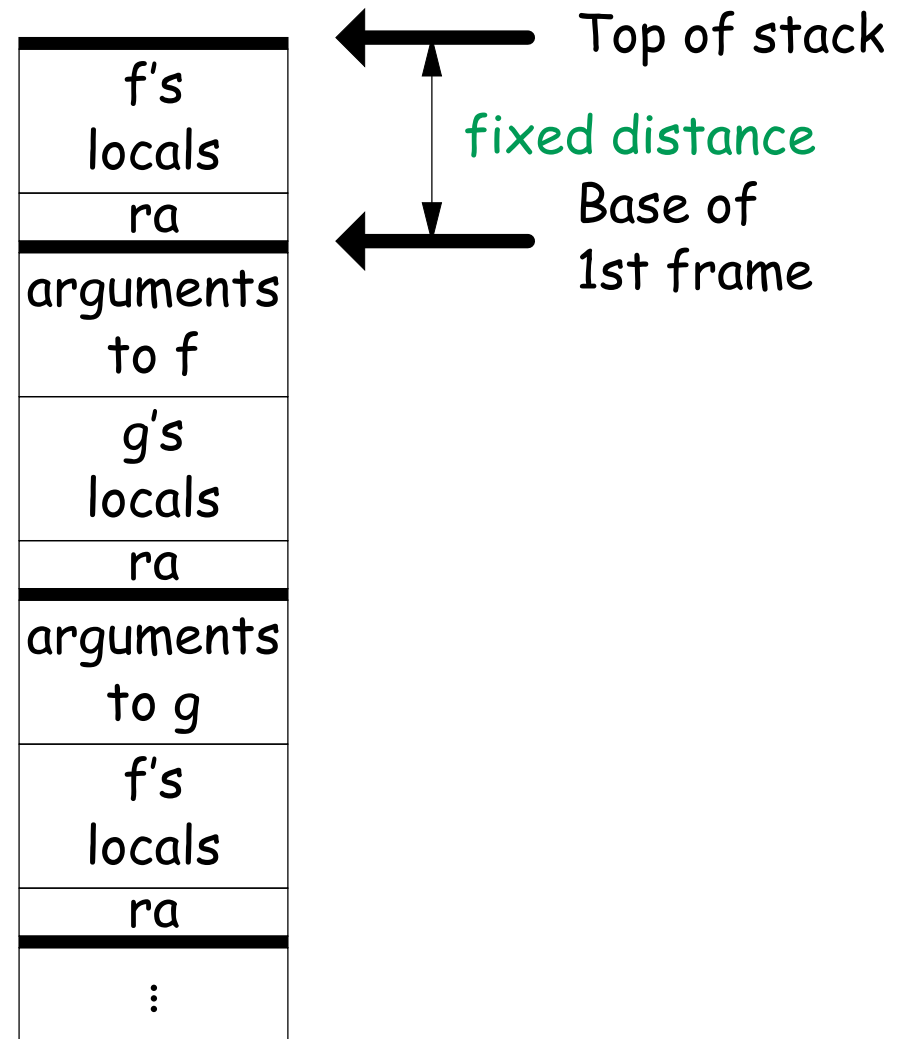 Top of stack
f's
locals
fixed distance
ra
Base of
1st frame
arguments
to f
g's
locals
ra
arguments
to g
f's
locals
ra
⋮